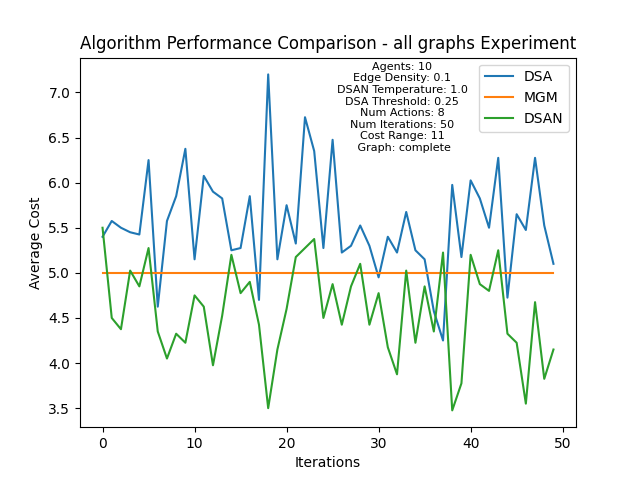 Algorithm Performance Comparison - all graphs Experiment
Agents: 10
Edge Density: 0.1
DSAN Temperature: 1.0
DSA Threshold: 0.25
Num Actions: 8
Num Iterations: 50
Cost Range: 11
Graph: complete
DSA
MGM
DSAN
Average Cost
7.0
6.5
6.0
5.5
5.0
4.5
4.0
3.5
0 10 20 30 40 50
Iterations